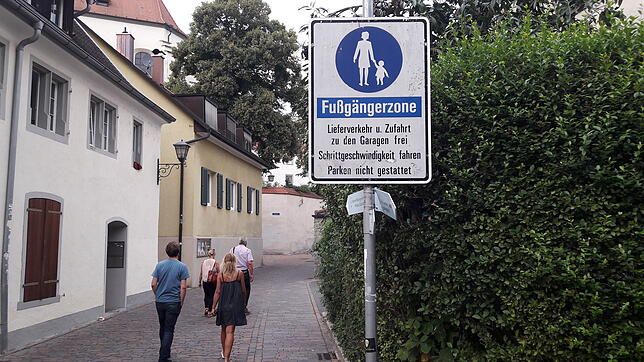 Fußgängerzone
Lieferverkehr u. Zufahrt
zu den Garagen frei
Schrittgeschwindigkeit fahren
Parken nicht gestattet